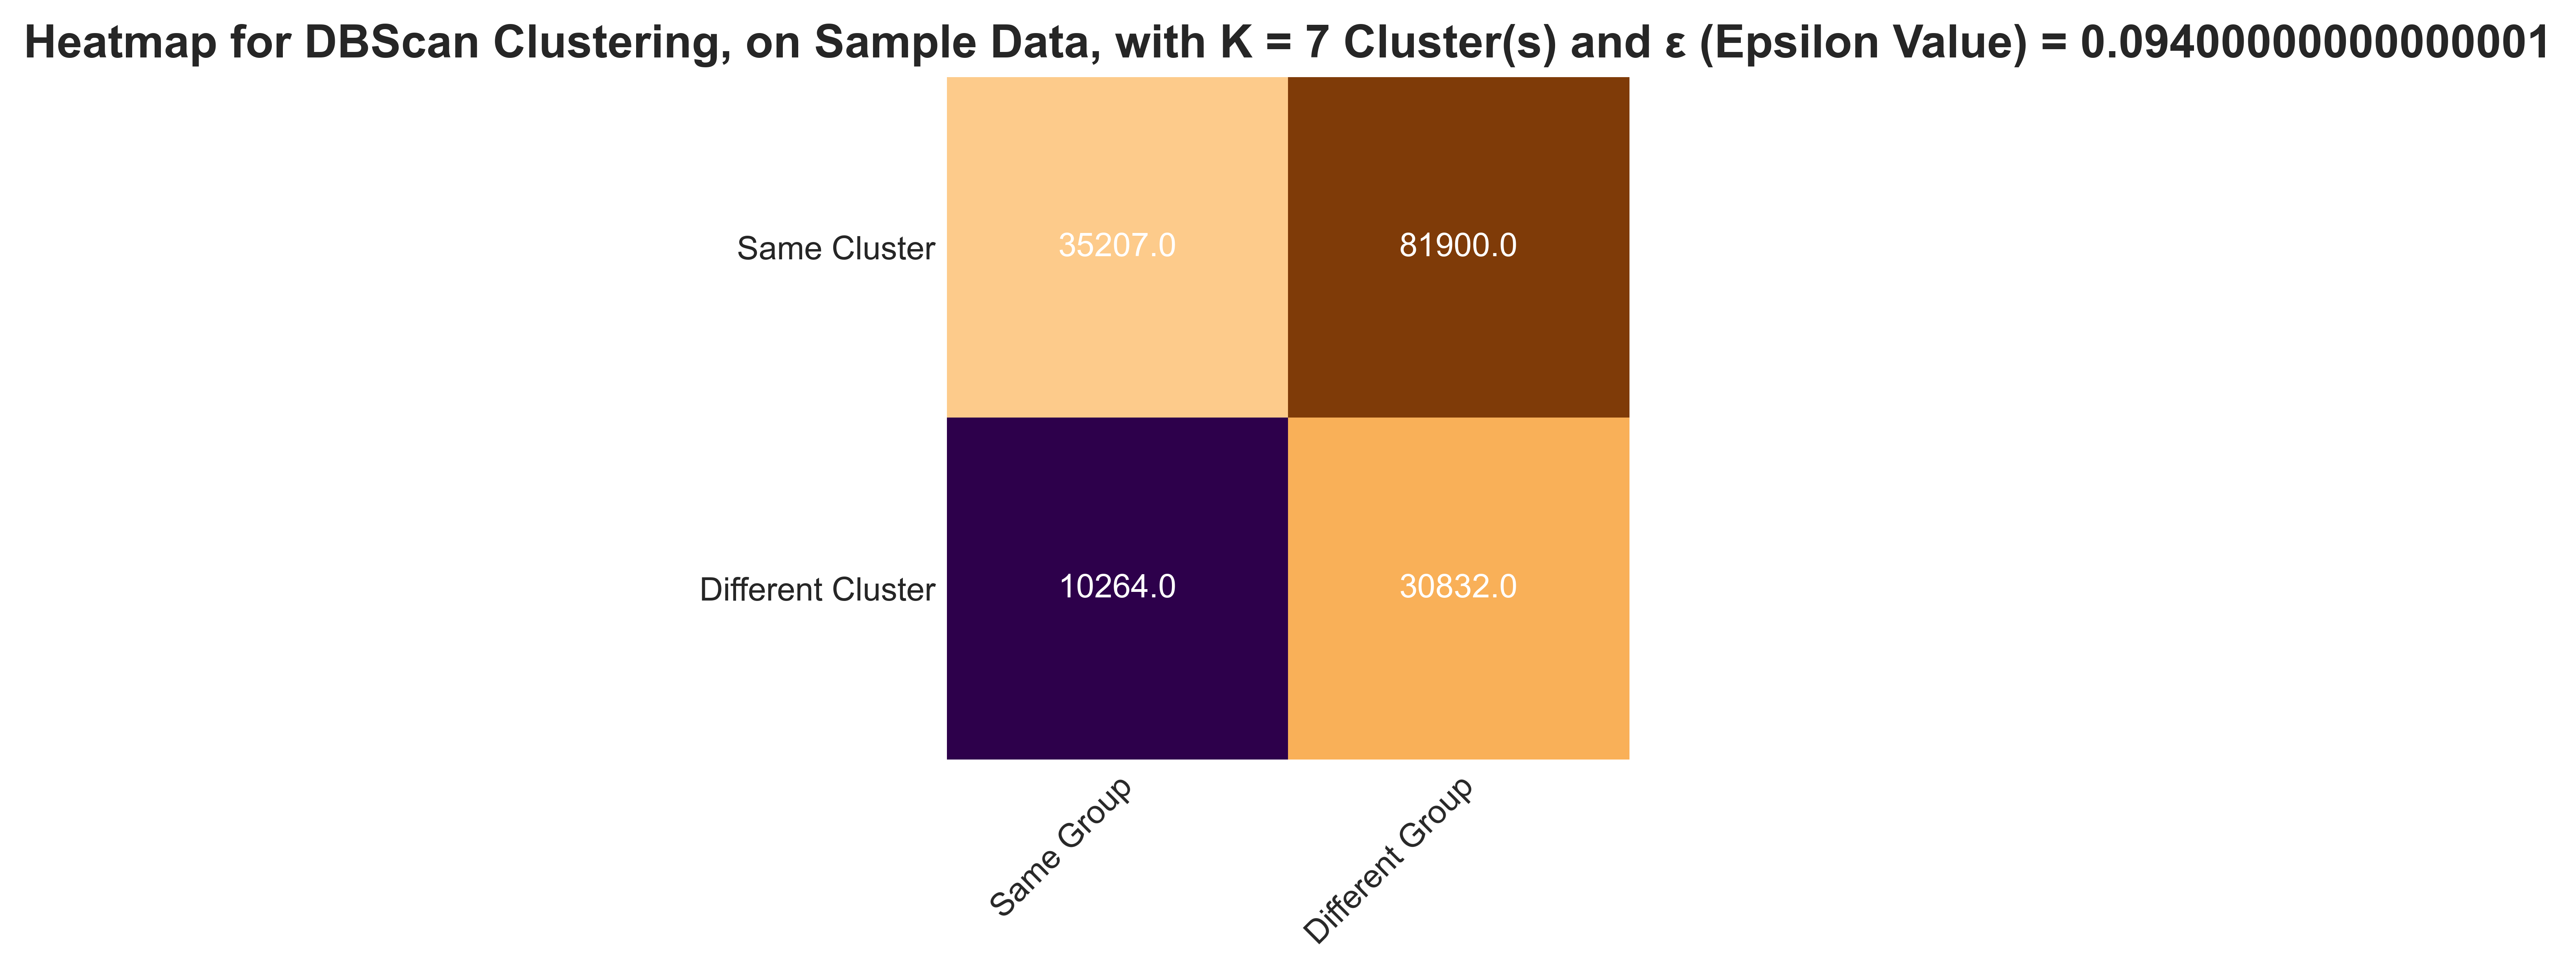 Heatmap for DBScan Clustering, on Sample Data, with K = 7 Cluster(s) and ε (Epsilon Value) = 0.09400000000000001
Same Cluster
35207.0
81900.0
Different Cluster
10264.0
30832.0
Same Group
Different Group